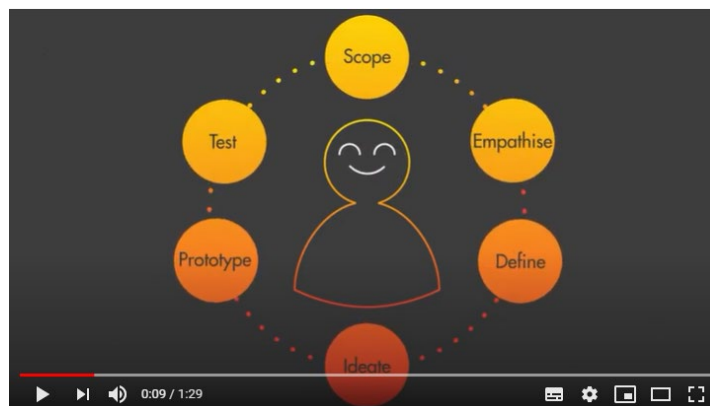 Scope
Empathise
Define
Ideate
Prototype
Test
0:09 / 1:29